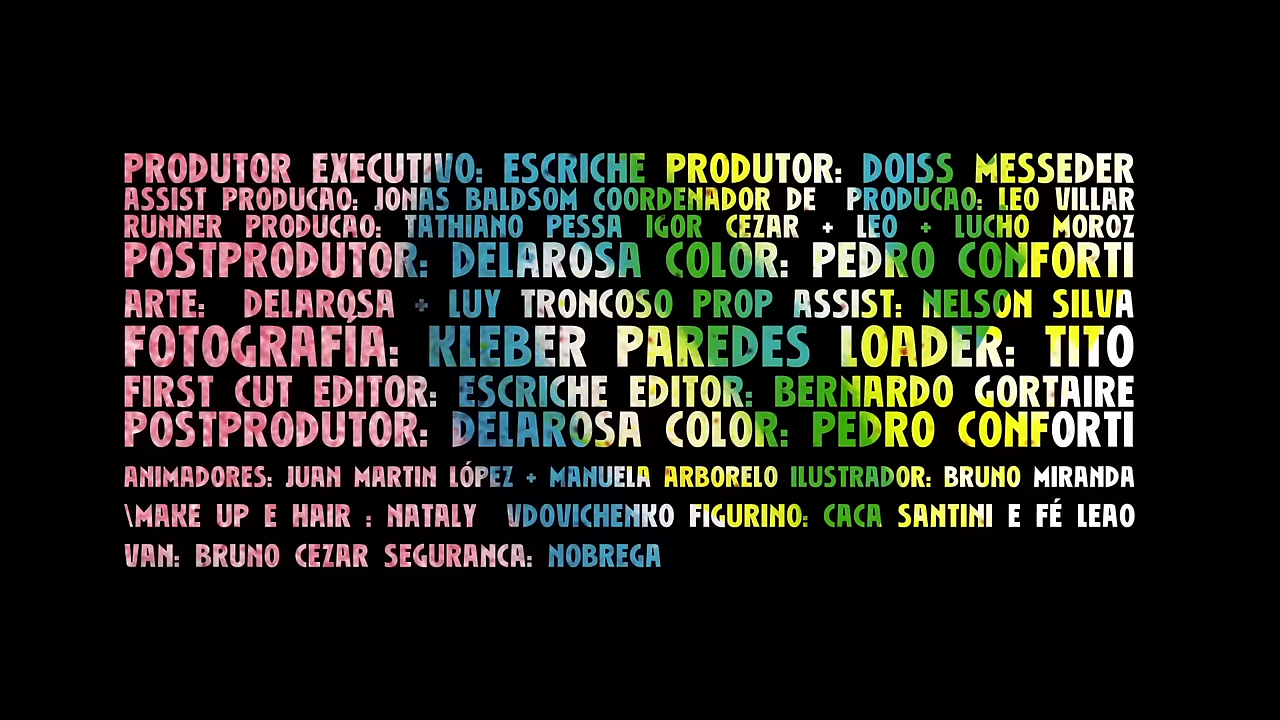 PRODUTOR EXECUTIVO: ESCRICHE PRODUTOR: DOISS MESSEDER
ASSIST PRODUCAO: JONAS BALDSOM COORDENADOR DE PRODUCAO: LEO VILLAR
RUNNER PRODUCAO: TATHIANO PESSA IGOR CEZAR + LEO + LUCHO MOROZ
POSTPRODUTOR: DELAROSA COLOR: PEDRO CONFORTI
ARTE: DELAROSA + LUY TRONCOSO PROP ASSIST: NELSON SILVA
FOTOGRAFÍA: KLEBER PAREDES LOADER: TITO
FIRST CUT EDITOR: ESCRICHE EDITOR: BERNARDO GORTAIRE
POSTPRODUTOR: DELAROSA COLOR: PEDRO CONFORTI
ANIMADORES: JUAN MARTIN LÓPEZ + MANUELA ARBORELO ILUSTRADOR: BRUNO MIRANDA
\MAKE UP E HAIR : NATALY VDOVICHENKO FIGURINO: CACA SANTINI E FÉ LEAO
VAN: BRUNO CEZAR SEGURANCA: NOBREGA